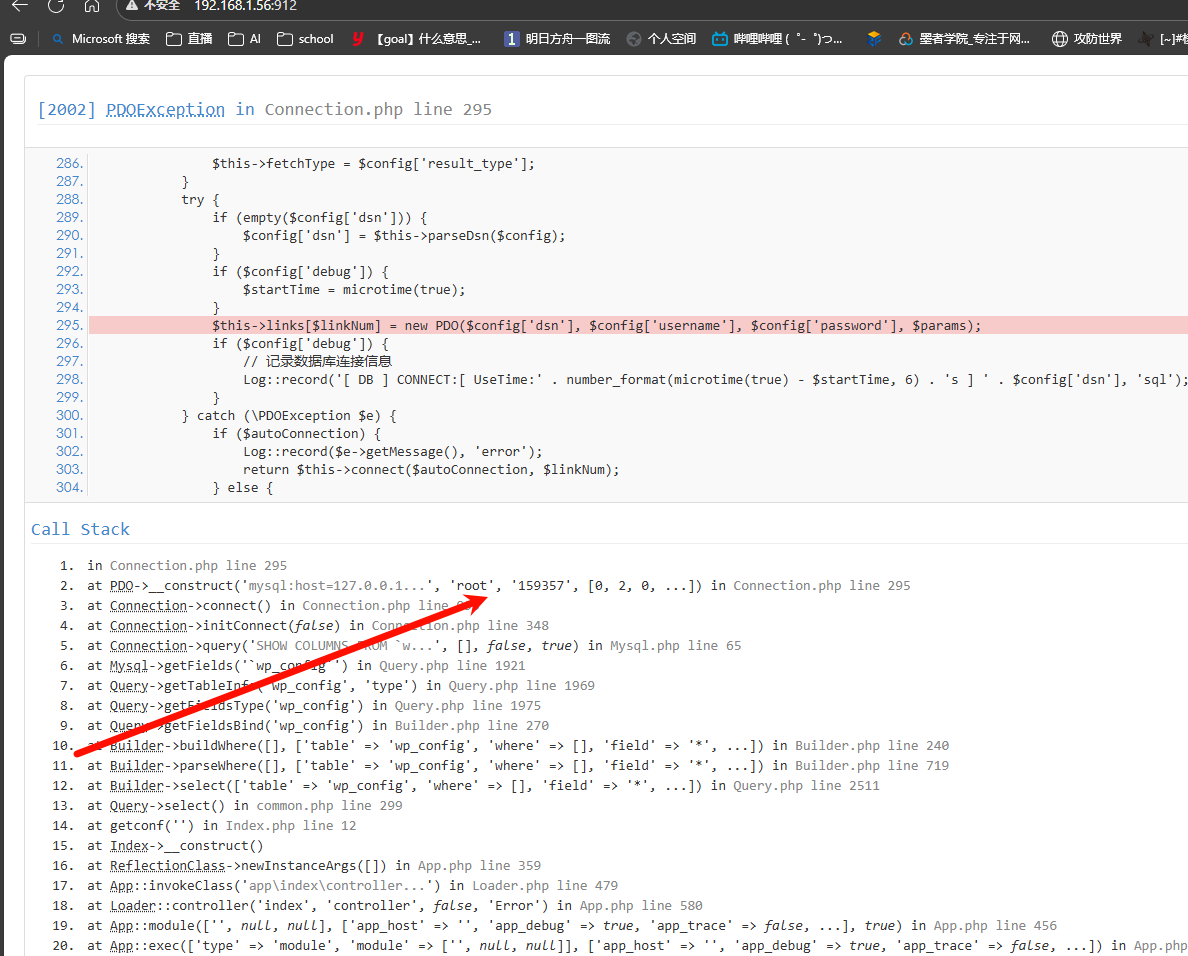 不安全 192.168.1.56:912
Microsoft 搜索 直播 AI school 【goal】什么意思_... 明日方舟一图流 个人空间 哔哩哔哩 (゜-゜)つ... 墨者学院_专注于网... 攻防世界
[2002] PDOException in Connection.php line 295
286. $this->fetchType = $config['result_type'];
287. }
288. try {
289. if (empty($config['dsn'])) {
290. $config['dsn'] = $this->parseDsn($config);
291. }
292. if ($config['debug']) {
293. $startTime = microtime(true);
294. }
295. $this->links[$linkNum] = new PDO($config['dsn'], $config['username'], $config['password'], $params);
296. if ($config['debug']) {
297. // 记录数据库连接信息
298. Log::record('[ DB ] CONNECT:[ UseTime:' . number_format(microtime(true) - $startTime, 6) . 's ] ' . $config['dsn'], 'sql');
299. }
300. } catch (\PDOException $e) {
301. if ($autoConnection) {
302. Log::record($e->getMessage(), 'error');
303. return $this->connect($autoConnection, $linkNum);
304. } else {
Call Stack
1. in Connection.php line 295
2. at PDO->__construct('mysql:host=127.0.0.1...', 'root', '159357', [0, 2, 0, ...]) in Connection.php line 295
3. at Connection->connect() in Connection.php line
4. at Connection->initConnect(false) in Connection.php line 348
5. at Connection->query('SHOW COLUMNS FROM `w...', [], false, true) in Mysql.php line 65
6. at Mysql->getFields('`wp_config`') in Query.php line 1921
7. at Query->getTableInfo('wp_config', 'type') in Query.php line 1969
8. at Query->getFieldsType('wp_config') in Query.php line 1975
9. at Query->getFieldsBind('wp_config') in Builder.php line 270
10. at Builder->buildWhere([], ['table' => 'wp_config', 'where' => [], 'field' => '*', ...]) in Builder.php line 240
11. at Builder->parseWhere([], ['table' => 'wp_config', 'where' => [], 'field' => '*', ...]) in Builder.php line 719
12. at Builder->select(['table' => 'wp_config', 'where' => [], 'field' => '*', ...]) in Query.php line 2511
13. at Query->select() in common.php line 299
14. at getconf('') in Index.php line 12
15. at Index->__construct()
16. at ReflectionClass->newInstanceArgs([]) in App.php line 359
17. at App::invokeClass('app\index\controller...') in Loader.php line 479
18. at Loader::controller('index', 'controller', false, 'Error') in App.php line 580
19. at App::module(['', null, null], ['app_host' => '', 'app_debug' => true, 'app_trace' => false, ...], true) in App.php line 456
20. at App::exec(['type' => 'module', 'module' => ['', null, null]], ['app_host' => '', 'app_debug' => true, 'app_trace' => false, ...]) in App.php